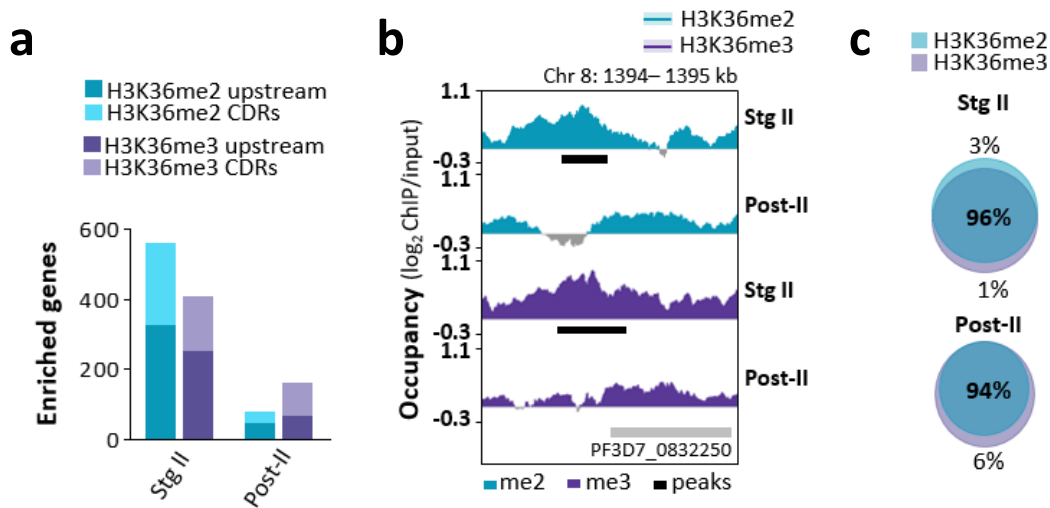 a
H3K36me2 upstream
H3K36me2 CDRs
H3K36me3 upstream
H3K36me3 CDRs
Enriched genes
600
400
200
0
Stg II
Post-II
b
H3K36me2
H3K36me3
Chr 8: 1394– 1395 kb
Occupancy (log2 ChIP/input)
1.1
Stg II
-0.3
1.1
Post-II
-0.3
1.1
Stg II
-0.3
1.1
Post-II
-0.3
PF3D7_0832250
me2 me3 peaks
c
H3K36me2
H3K36me3
Stg II
3%
96%
1%
Post-II
94%
6%